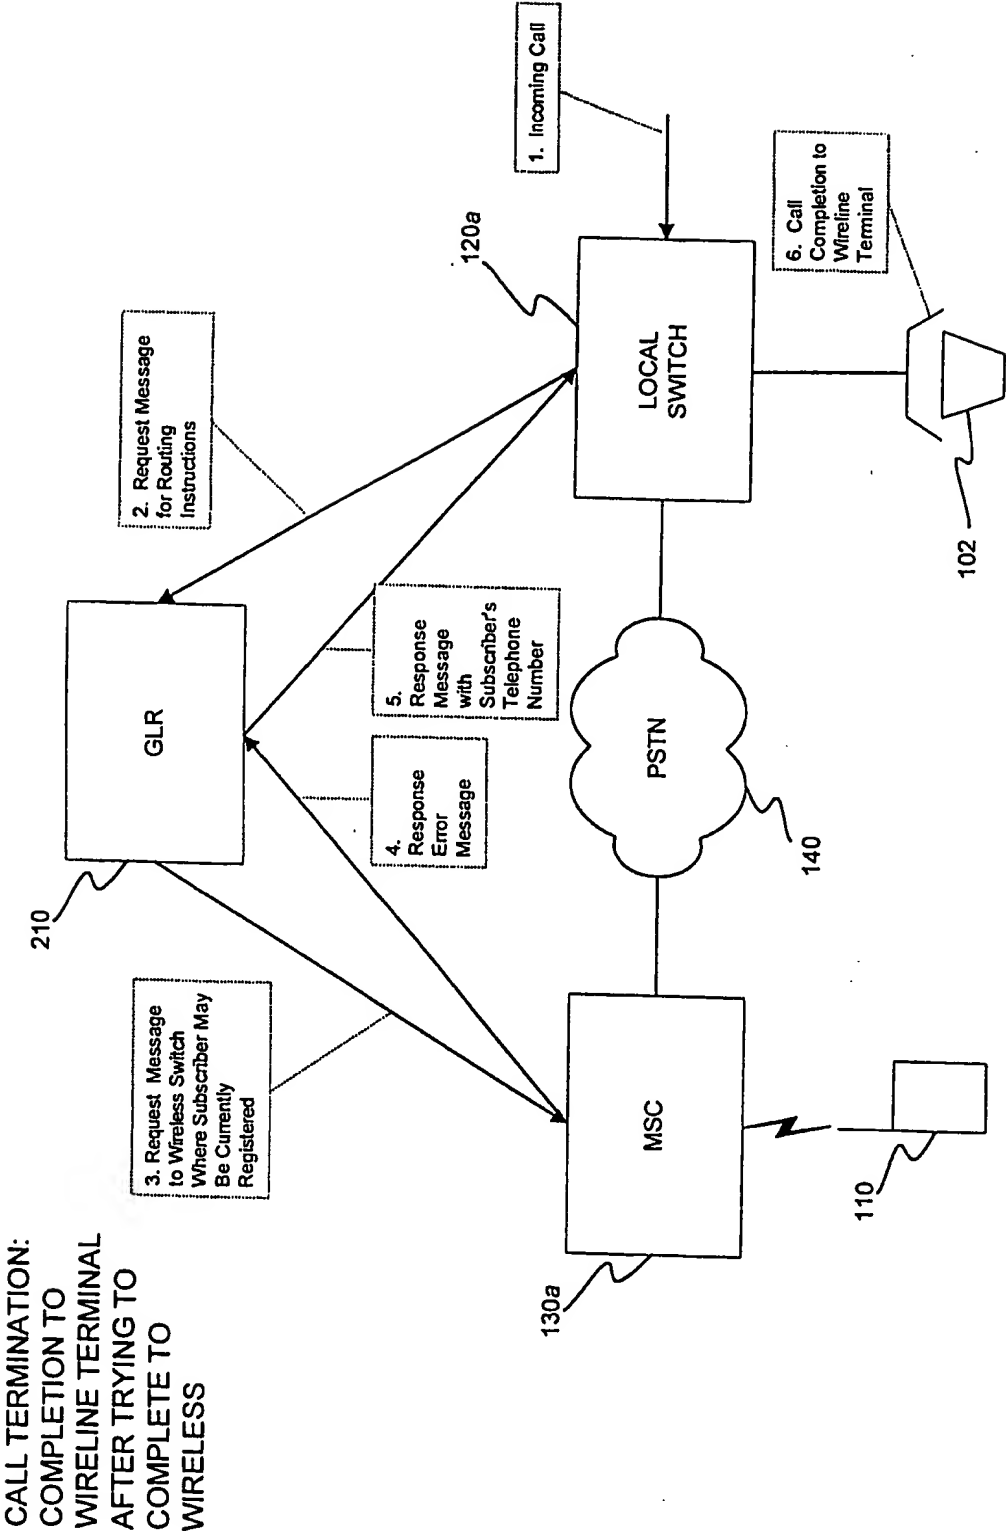 CALL TERMINATION:
COMPLETION TO
WIRELINE TERMINAL
AFTER TRYING TO
COMPLETE TO
WIRELESS
210
GLR
2. Request Message
for Routing
Instructions
3. Request Message
to Wireless Switch
Where Subscriber May
Be Currently
Registered
4.
Response
Error
Message
5.
Response
Message
with
Subscriber's
Telephone
Number
120a
1. Incoming Call
130a
MSC
PSTN
140
LOCAL
SWITCH
6. Call
Completion to
Wireline
Terminal
110
102